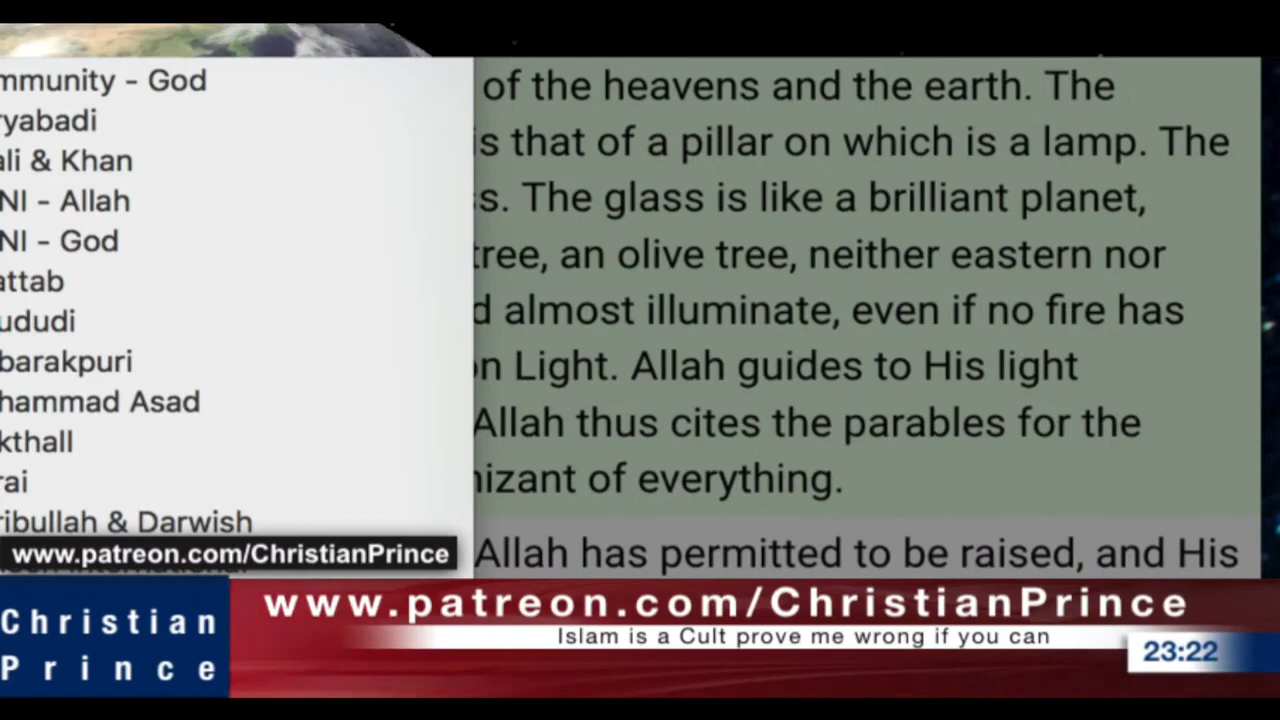 mmunity - God
ryabadi
ali & Khan
NI - Allah
NI - God
attab
ududi
barakpuri
hammad Asad
kthall
rai
ribullah & Darwish
of the heavens and the earth. The
is that of a pillar on which is a lamp. The
s. The glass is like a brilliant planet,
tree, an olive tree, neither eastern nor
d almost illuminate, even if no fire has
on Light. Allah guides to His light
Allah thus cites the parables for the
nizant of everything.
Allah has permitted to be raised, and His
www.patreon.com/ChristianPrince
Christian
Prince
www.patreon.com/ChristianPrince
Islam is a Cult prove me wrong if you can
23:22